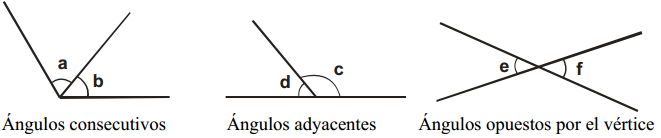 a
b
c
d
e
f
Ángulos consecutivos
Ángulos adyacentes
Ángulos opuestos por el vértice